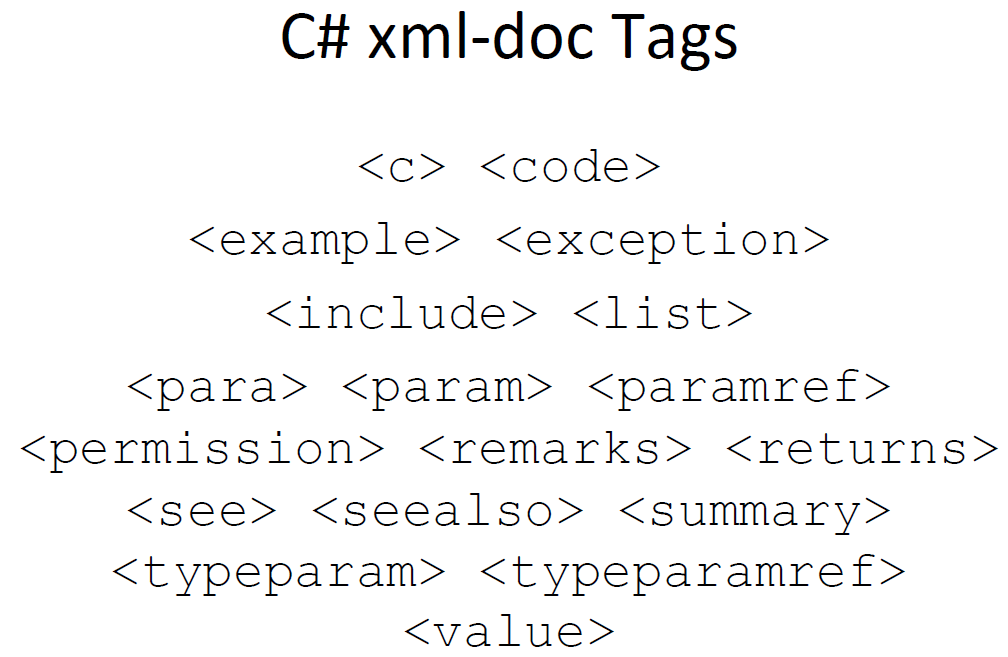 C# xml-doc Tags
<c> <code>
<example> <exception>
<include> <list>
<para> <param> <paramref>
<permission> <remarks> <returns>
<see> <seealso> <summary>
<typeparam> <typeparamref>
<value>